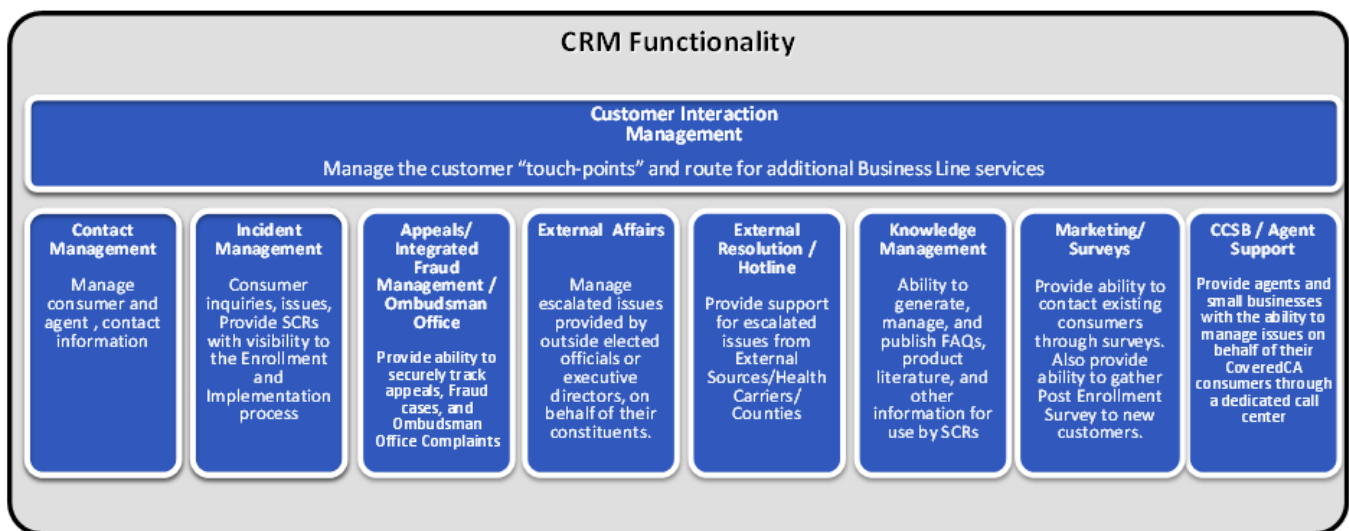 CRM Functionality
Customer Interaction
Management
Manage the customer “touch-points” and route for additional Business Line services
Contact
Management
Manage
consumer and
agent , contact
information
Incident
Management
Consumer
inquiries, issues,
Provide SCRs
with visibility to
the Enrollment
and
Implementation
process
Appeals/
Integrated
Fraud
Management /
Ombudsman
Office
Provide ability to
securely track
appeals, Fraud
cases, and
Ombudsman
Office Complaints
External Affairs
Manage
escalated issues
provided by
outside elected
officials or
executive
directors, on
behalf of their
constituents.
External
Resolution /
Hotline
Provide support
for escalated
issues from
External
Sources/Health
Carriers/
Counties
Knowledge
Management
Ability to
generate,
manage, and
publish FAQs,
product
literature, and
other
information for
use by SCRs
Marketing/
Surveys
Provide ability to
contact existing
consumers
through surveys.
Also provide
ability to gather
Post Enrollment
Survey to new
customers.
CCSB / Agent
Support
Provide agents and
small businesses
with the ability to
manage issues on
behalf of their
CoveredCA
consumers through
a dedicated call
center